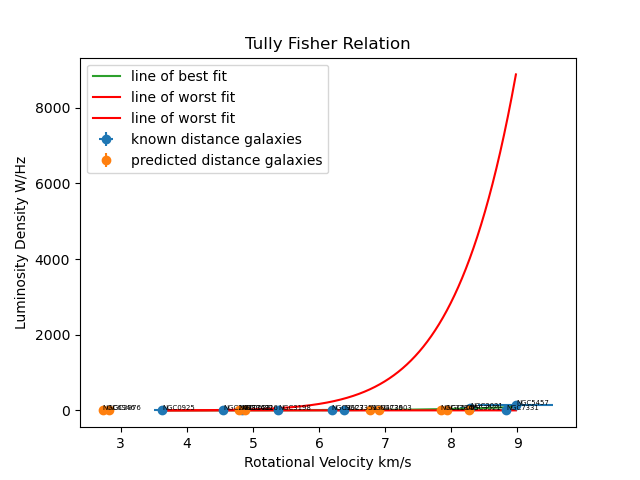 Tully Fisher Relation
line of best fit
line of worst fit
line of worst fit
known distance galaxies
predicted distance galaxies
Luminosity Density W/Hz
8000
6000
4000
2000
0
NGC0925
NGC3198
NGC5457
NGC7331
3
4
5
6
7
8
9
Rotational Velocity km/s